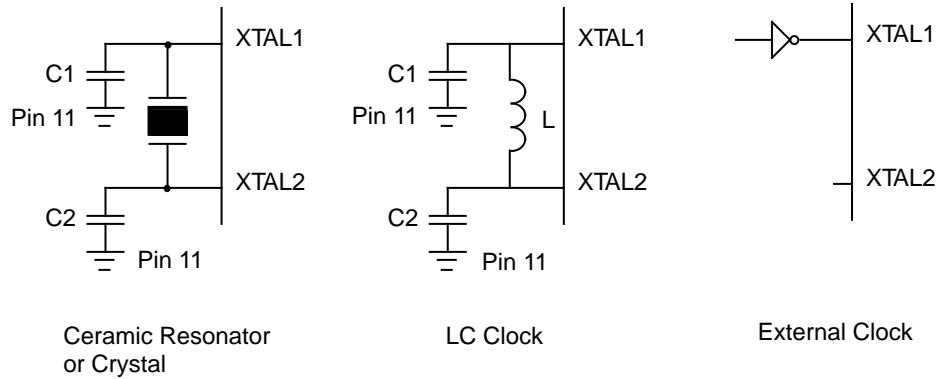 XTAL1
C1
Pin 11
XTAL2
C2
Pin 11
Ceramic Resonator
or Crystal
XTAL1
C1
Pin 11
L
XTAL2
C2
Pin 11
LC Clock
XTAL1
XTAL2
External Clock